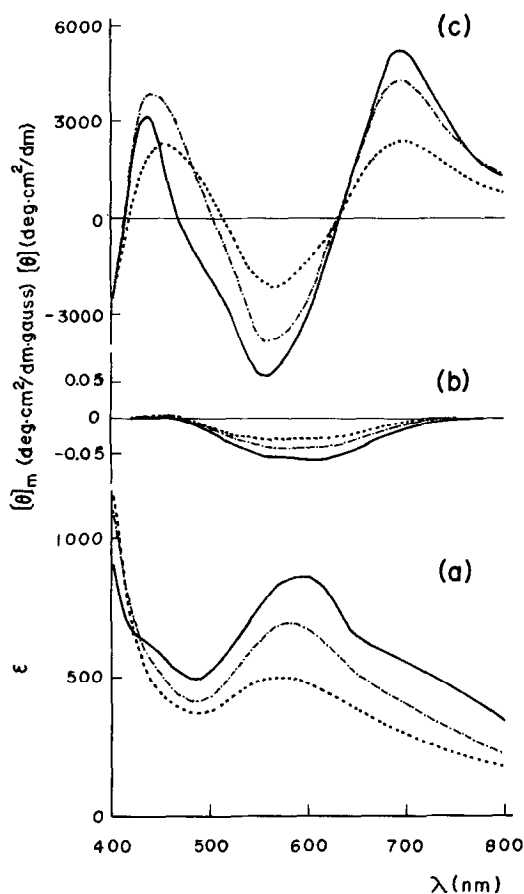 (c)
6000
3000
0
-3000
[θ] (deg·cm²/dm)
(b)
0.05
0
-0.05
[θ]m (deg·cm²/dm·gauss)
(a)
1000
500
0
ε
400 500 600 700 800
λ(nm)